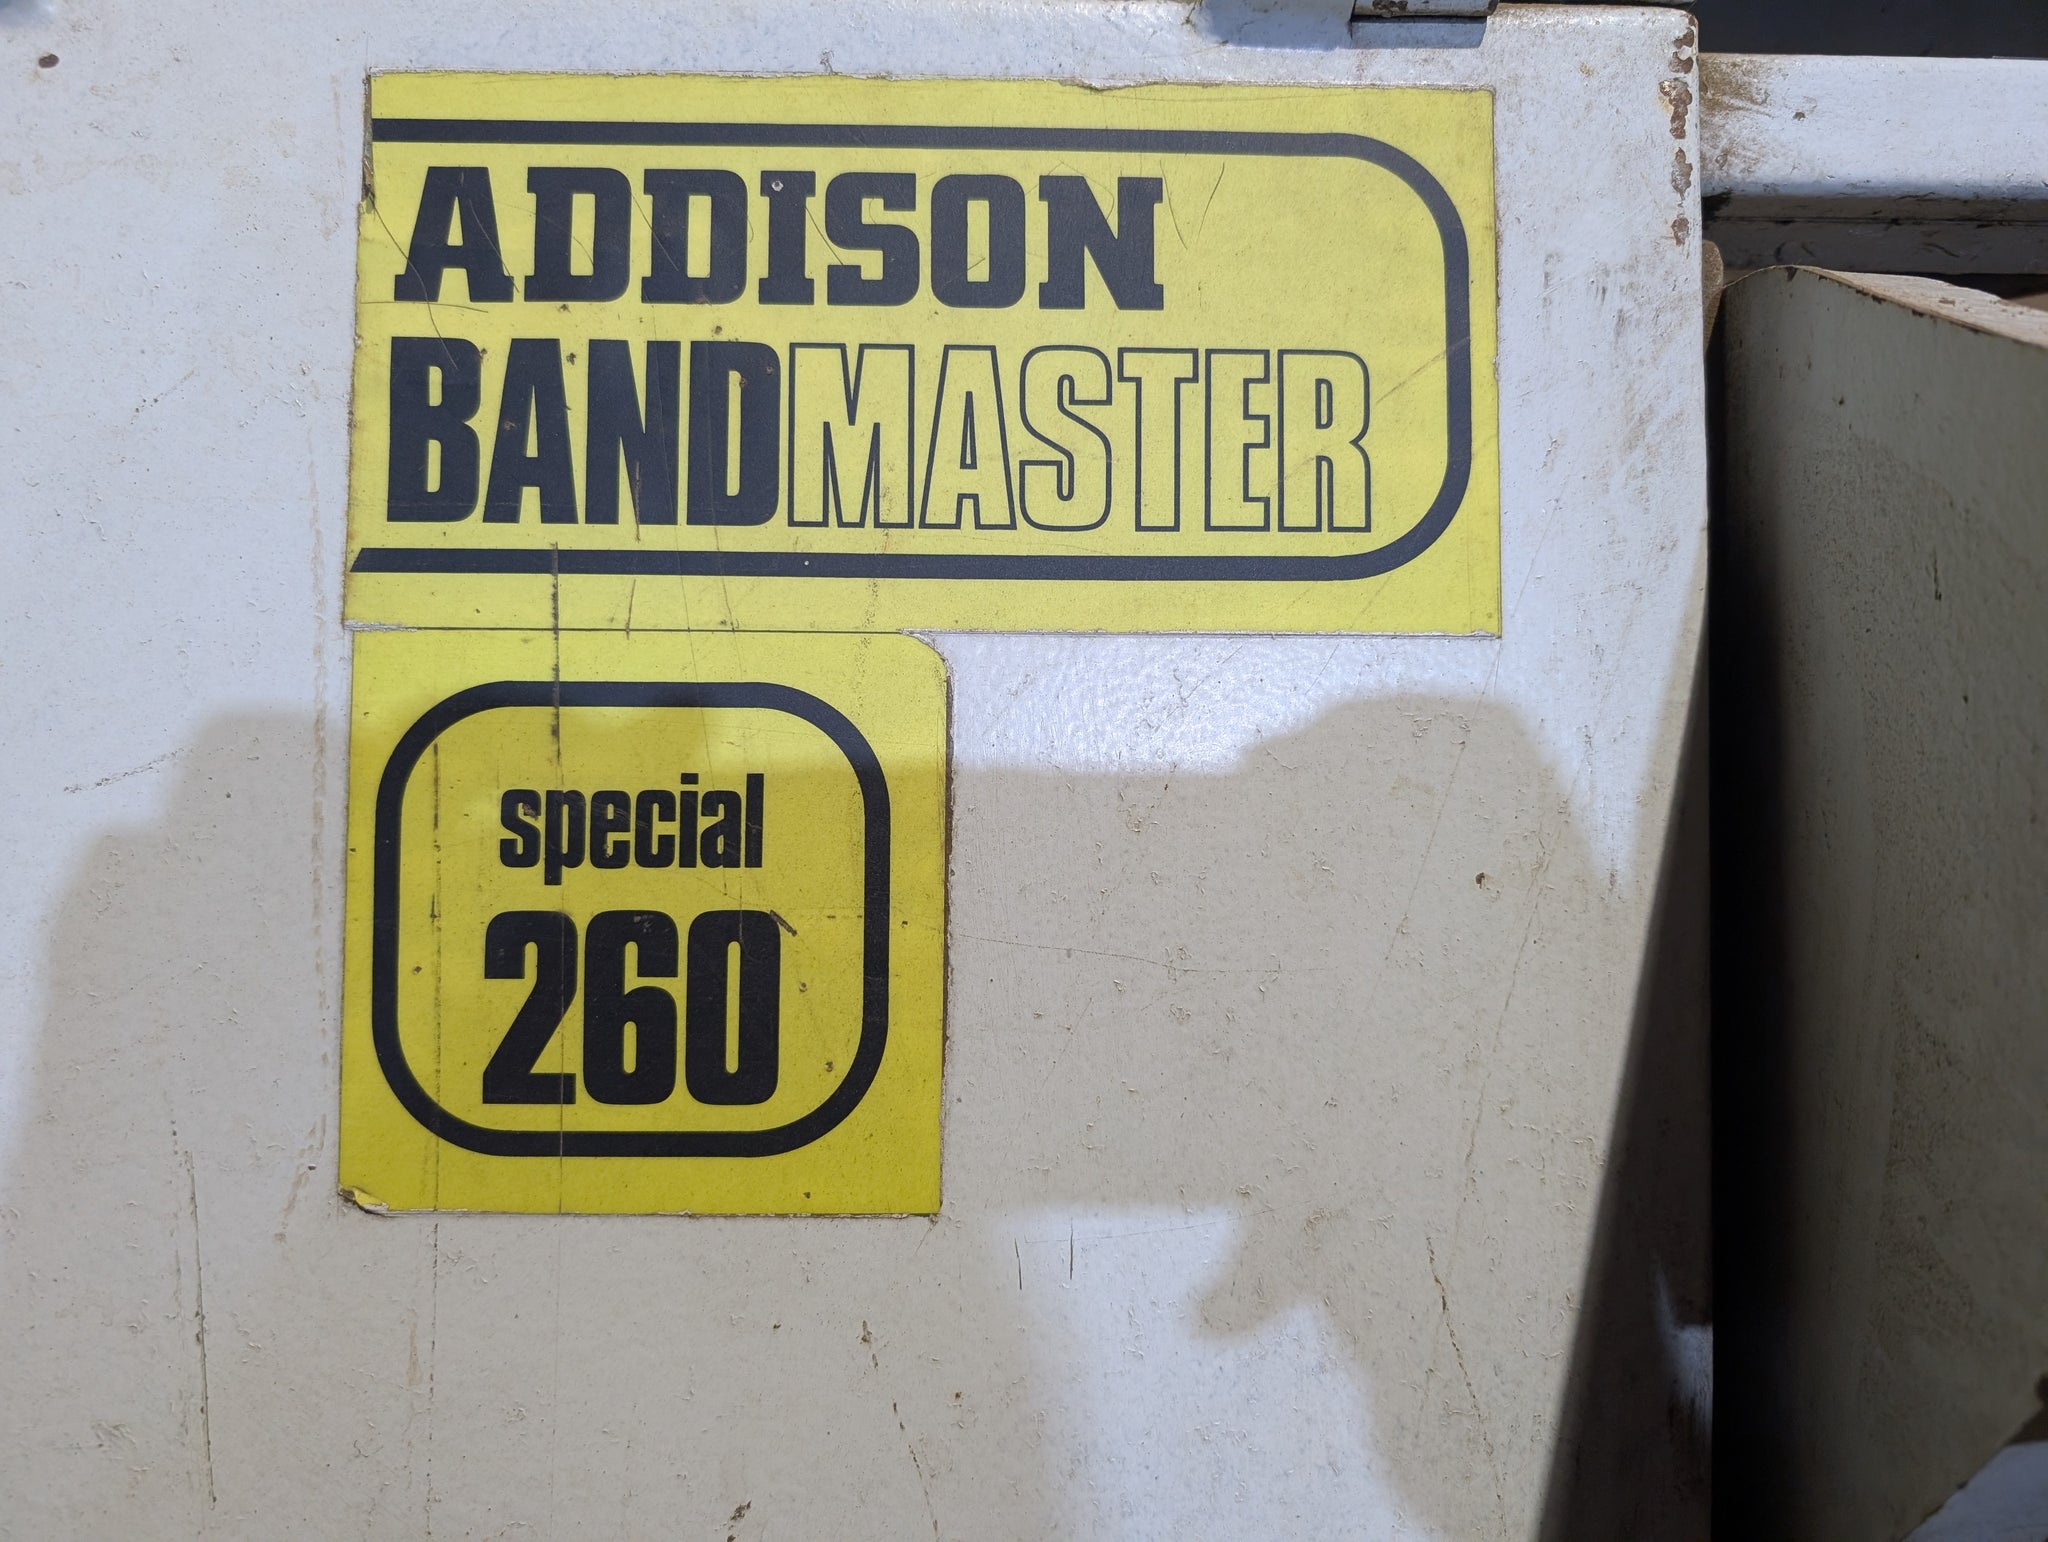 ADDISON
BANDMASTER
special
260